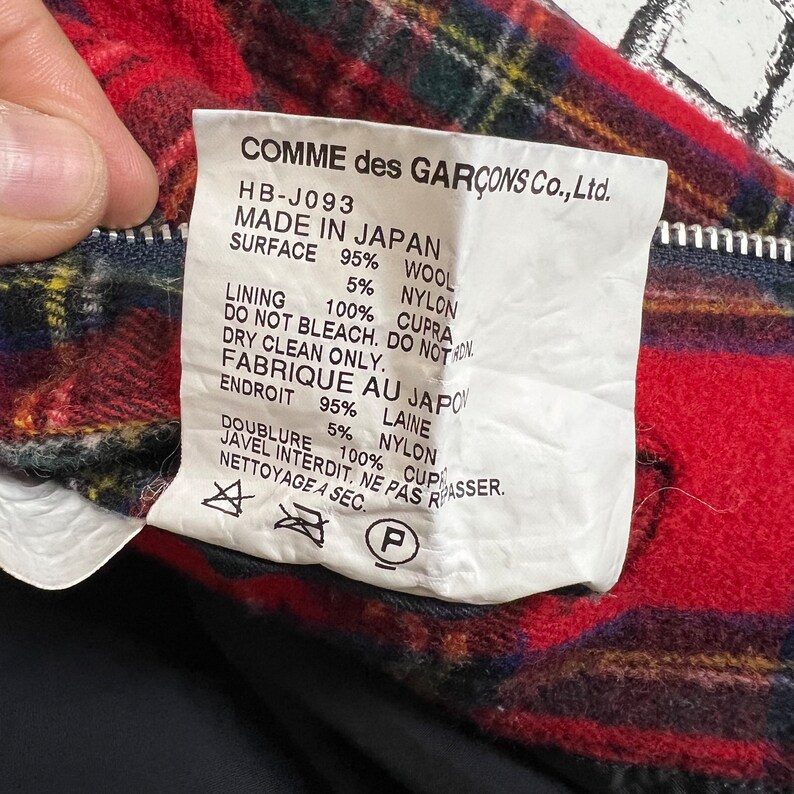 COMME des GARÇONS Co., Ltd.
HB-J093
MADE IN JAPAN
SURFACE 95% WOOL
5% NYLON
LINING 100% CUPRA
DO NOT BLEACH. DO NOT IRDN.
DRY CLEAN ONLY.
FABRIQUE AU JAPON
ENDROIT 95% LAINE
5% NYLON
DOUBLURE 100% CUPRO
JAVEL INTERDIT, NE PAS REPASSER.
NETTOYAGE A SEC.
P